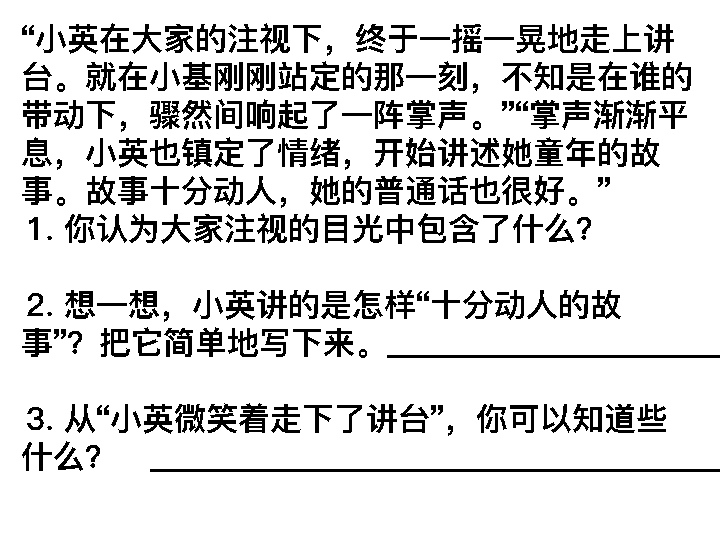 “小英在大家的注视下，终于一摇一晃地走上讲
台。就在小基刚刚站定的那一刻，不知是在谁的
带动下，骤然间响起了一阵掌声。”“掌声渐渐平
息，小英也镇定了情绪，开始讲述她童年的故
事。故事十分动人，她的普通话也很好。”
1. 你认为大家注视的目光中包含了什么？
2. 想一想，小英讲的是怎样“十分动人的故
事”？把它简单地写下来。____________________
3. 从“小英微笑着走下了讲台”，你可以知道些
什么？ ____________________